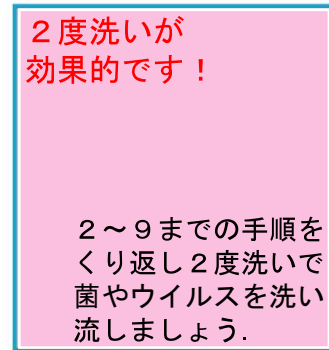 ２度洗いが
効果的です！
２～９までの手順を
くり返し２度洗いで
菌やウイルスを洗い
流しましょう.